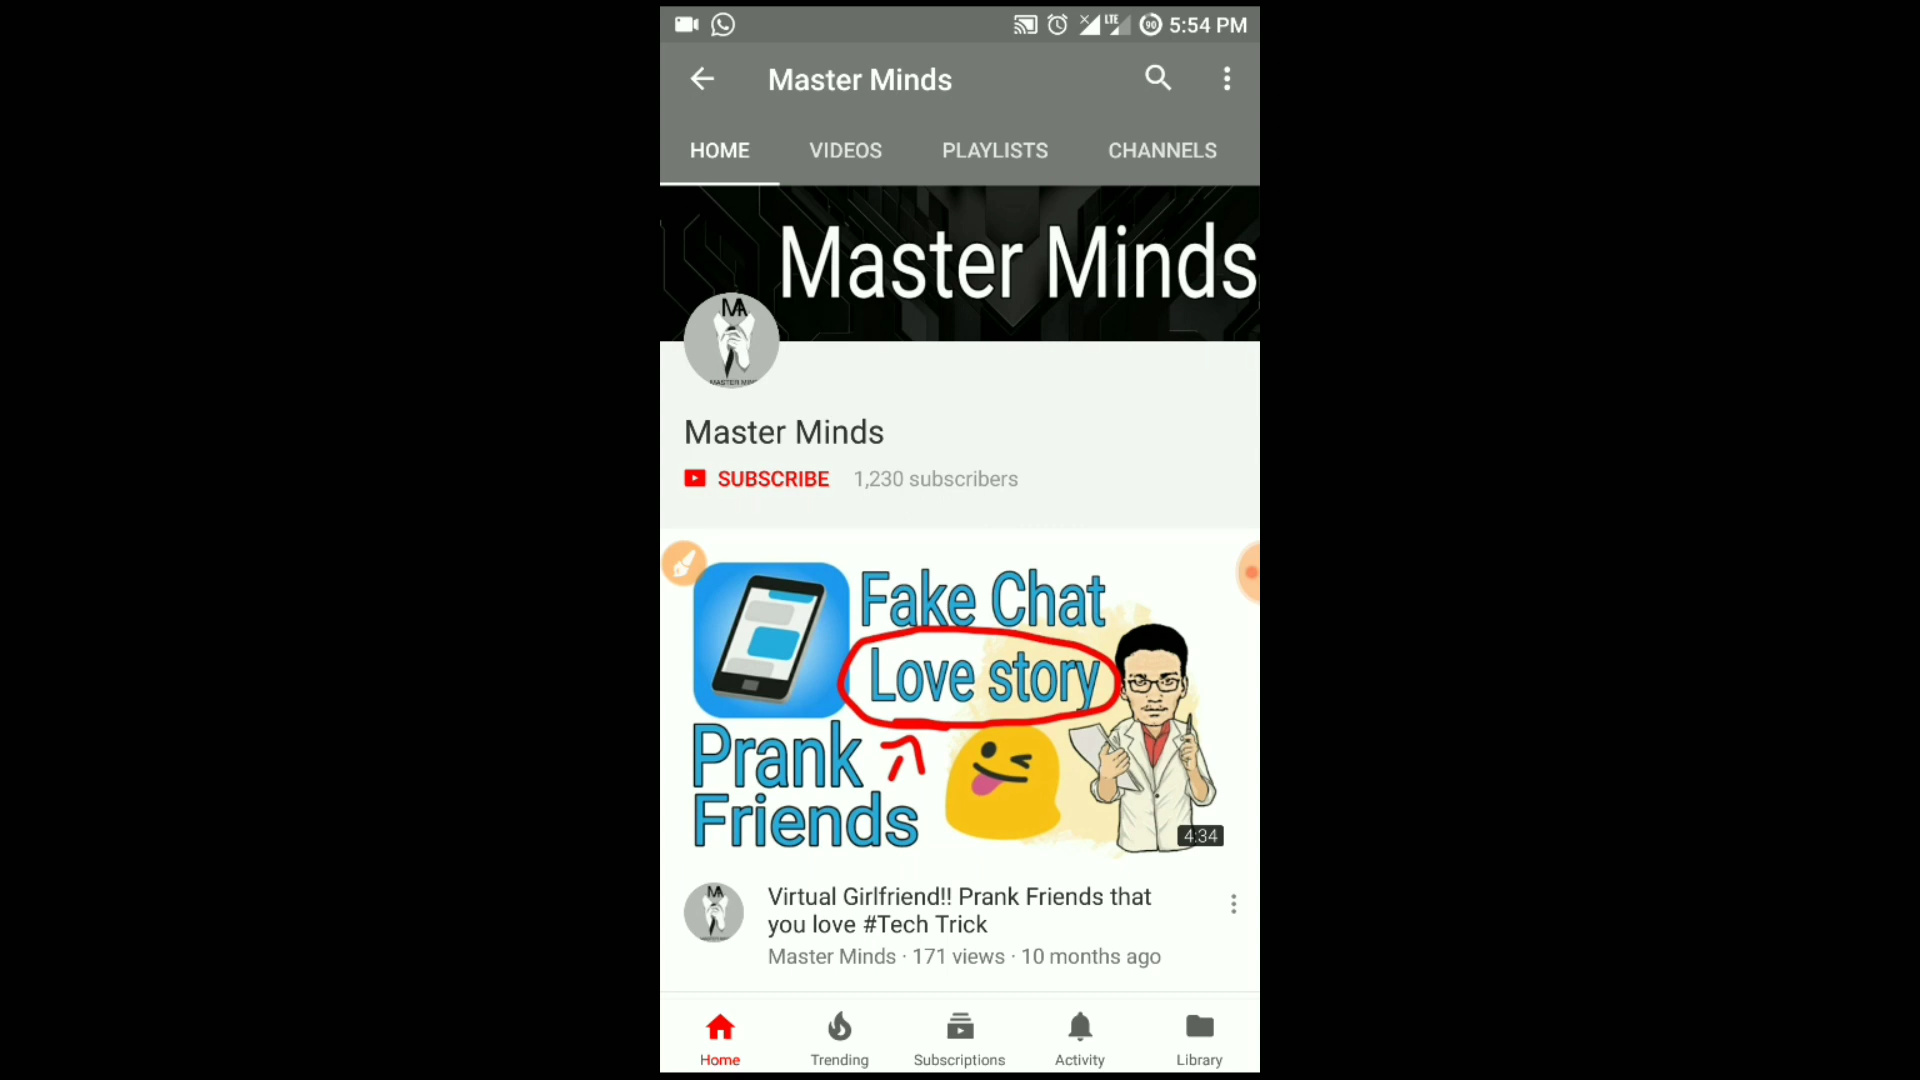 LTE 90 5:54 PM
Master Minds
HOME VIDEOS PLAYLISTS CHANNELS
Master Minds
MA
Master Minds
SUBSCRIBE 1,230 subscribers
Fake Chat
Love story
Prank
Friends
4:34
MA
Virtual Girlfriend!! Prank Friends that
you love #Tech Trick
Master Minds · 171 views · 10 months ago
Home Trending Subscriptions Activity Library